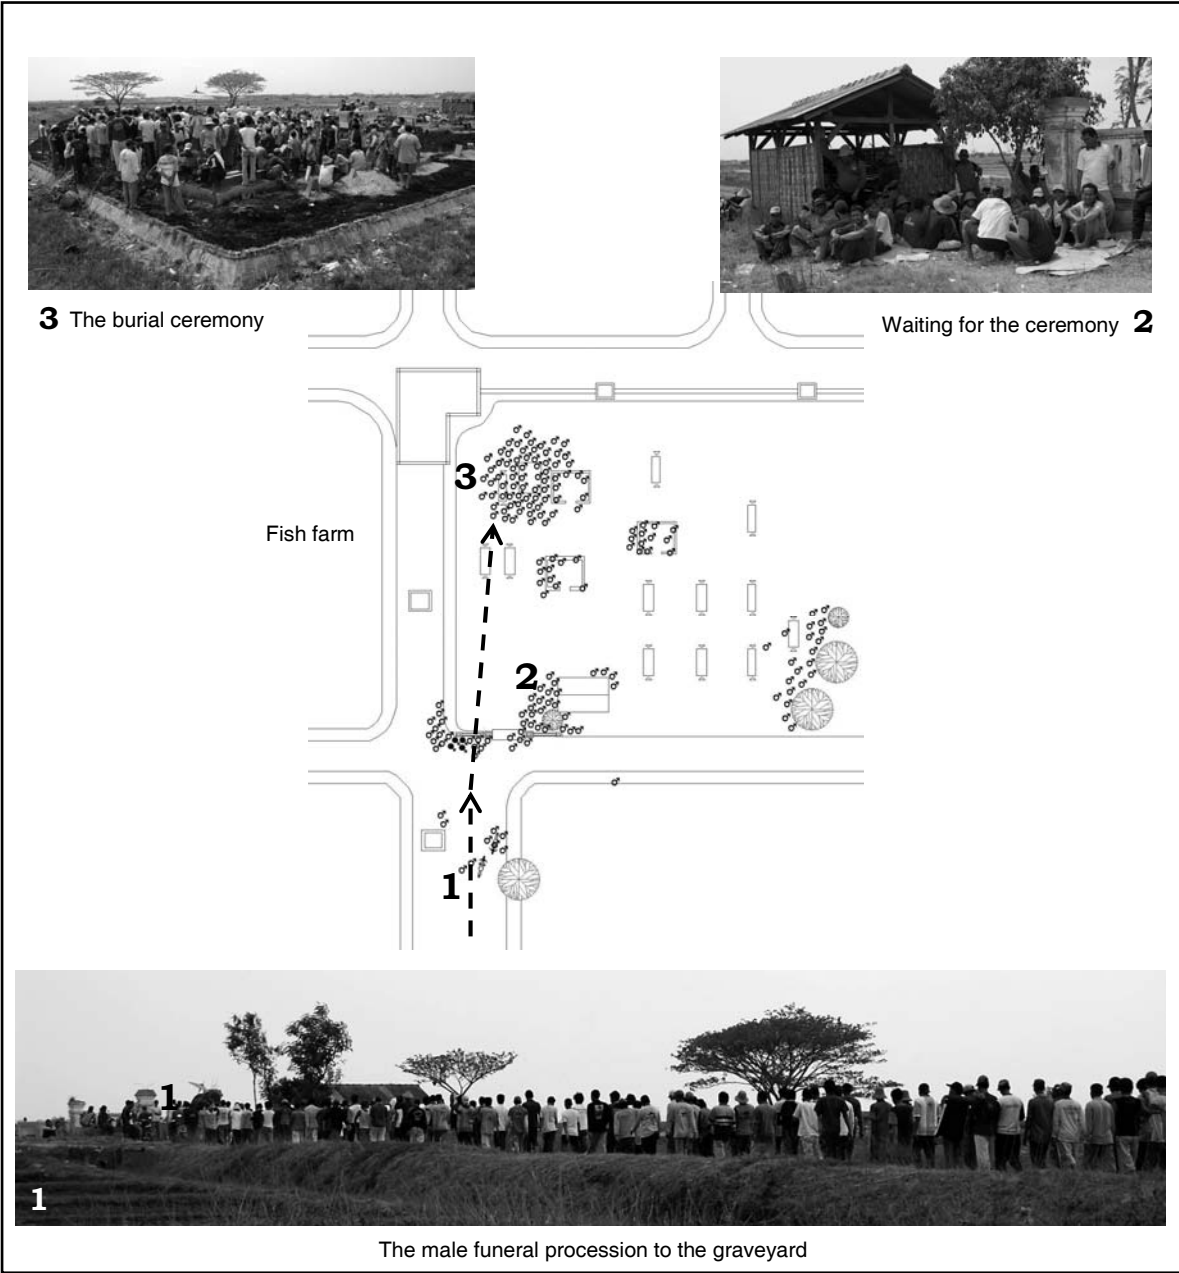 3 The burial ceremony
Waiting for the ceremony 2
3
Fish farm
2
1
1
1
The male funeral procession to the graveyard